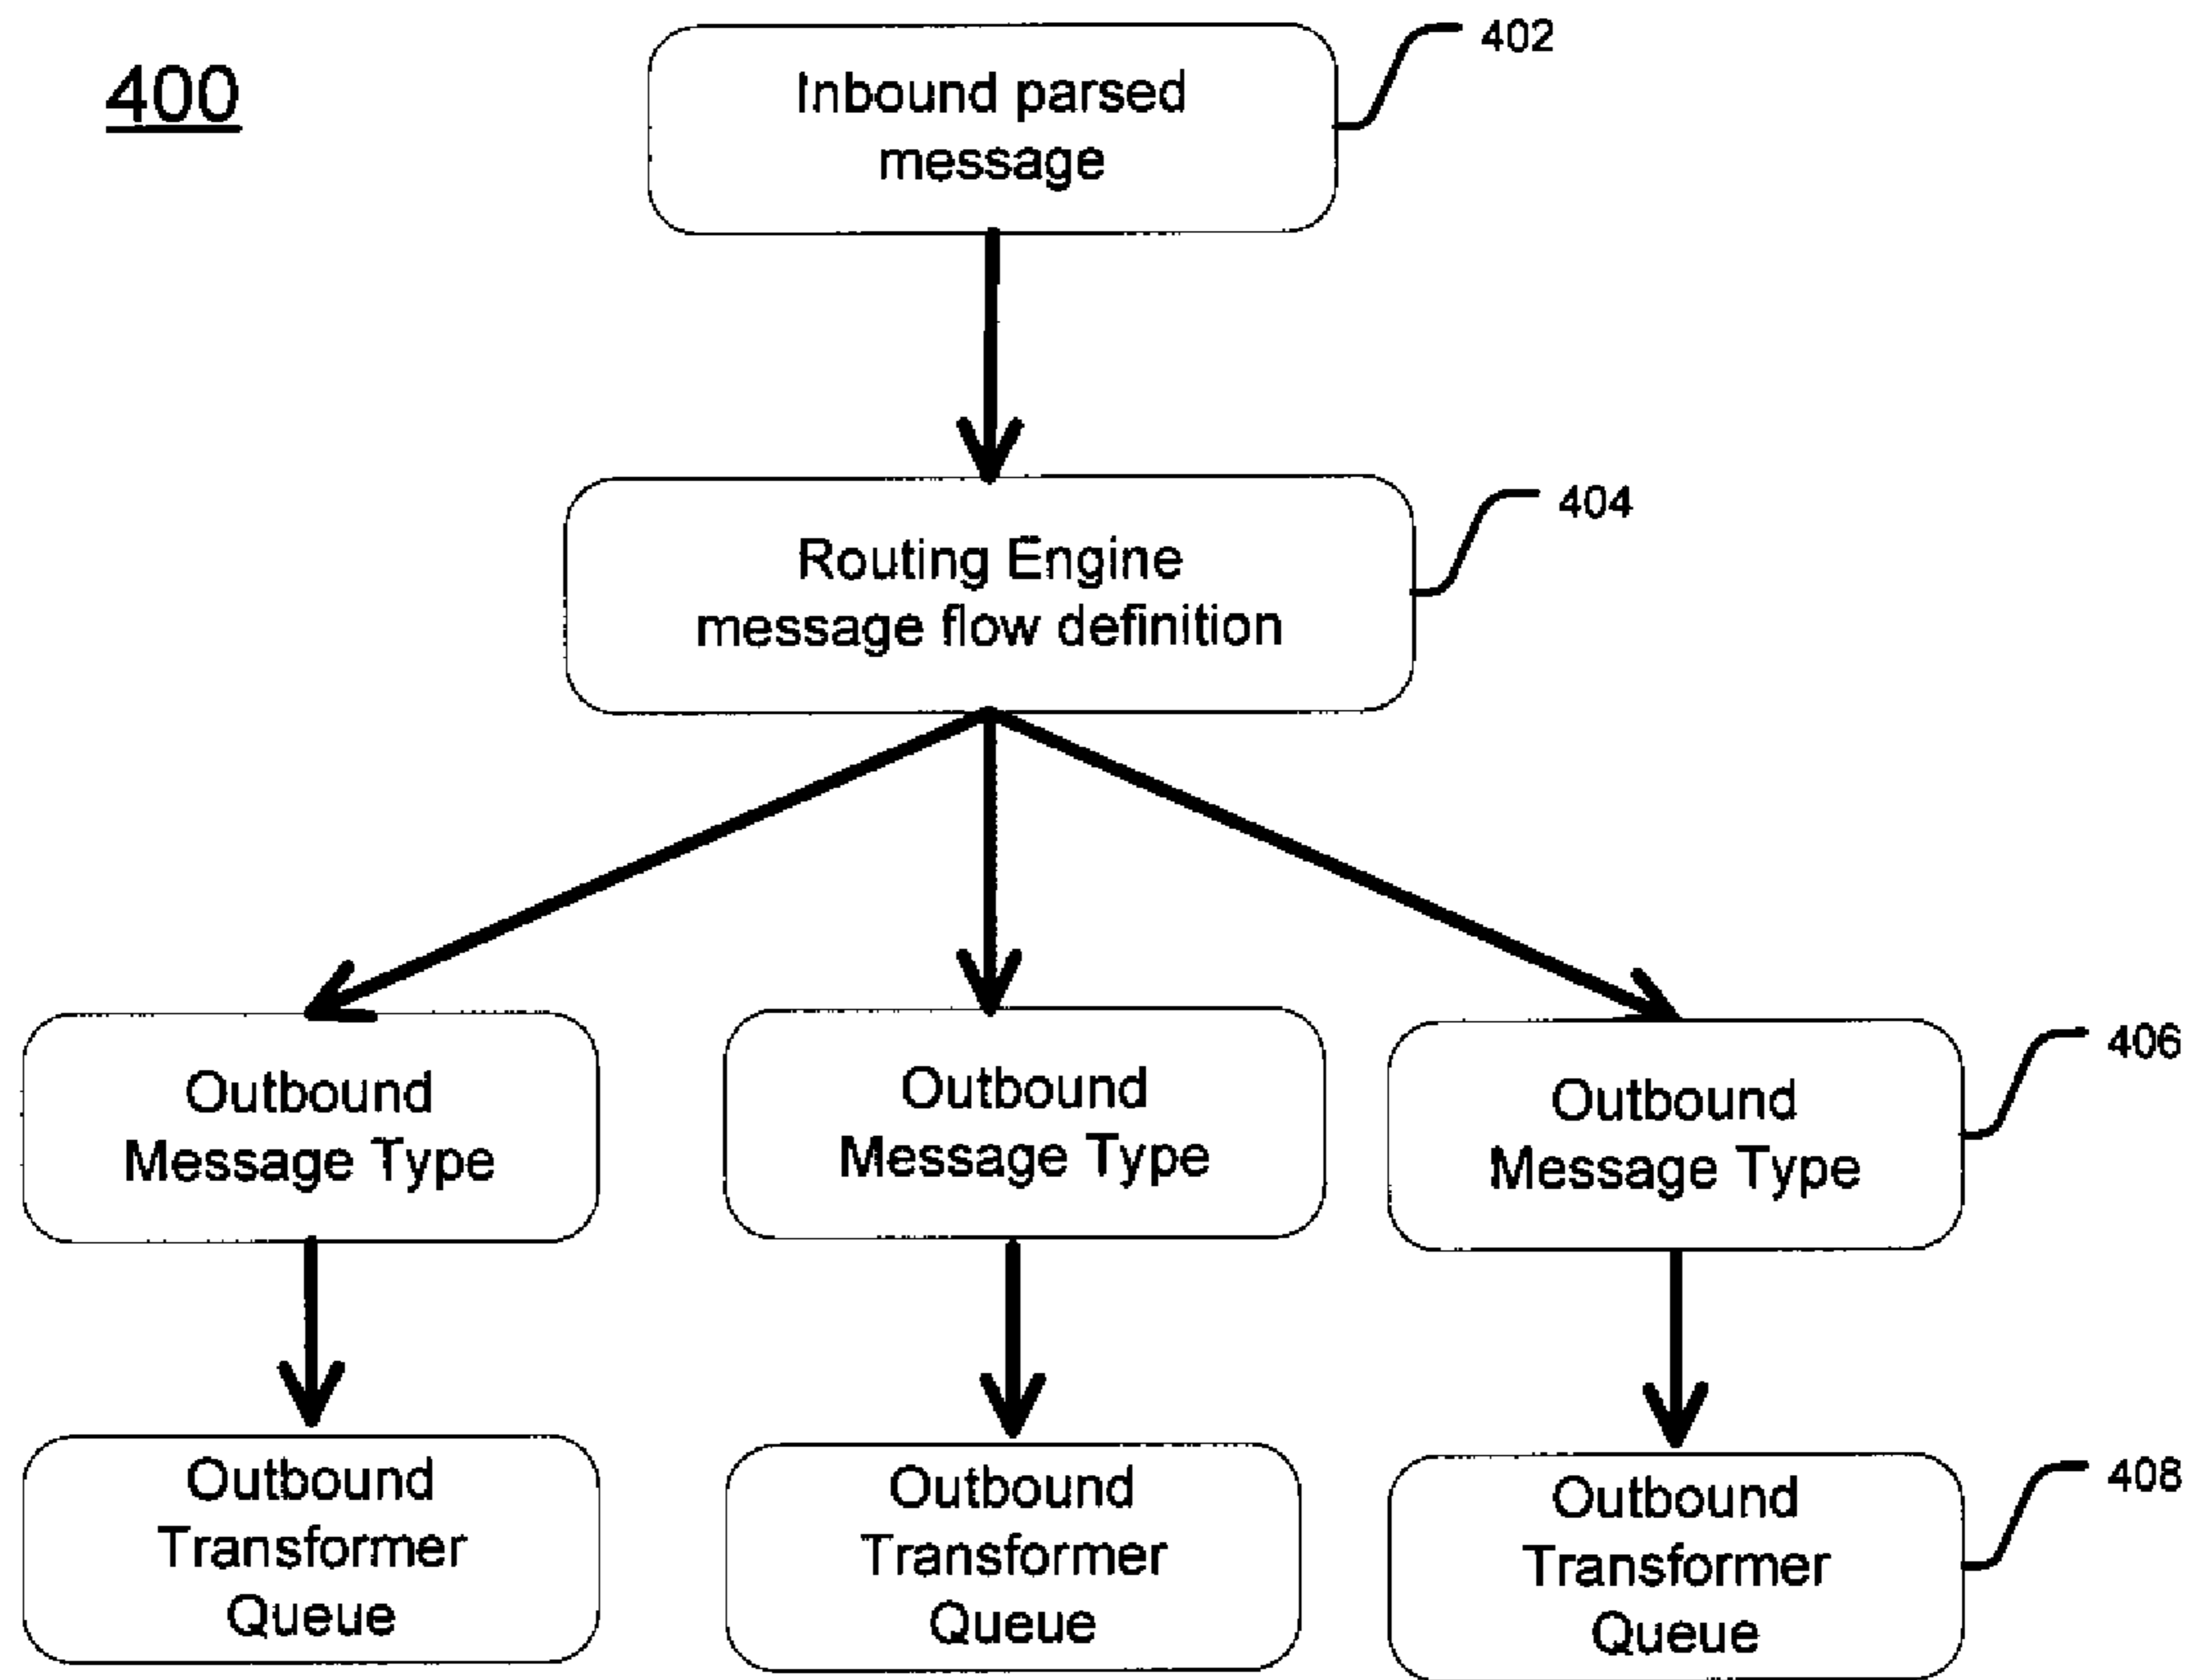 400
Inbound parsed
message
402
Routing Engine
message flow definition
404
Outbound
Message Type
Outbound
Message Type
Outbound
Message Type
406
Outbound
Transformer
Queue
Outbound
Transformer
Queue
Outbound
Transformer
Queue
408